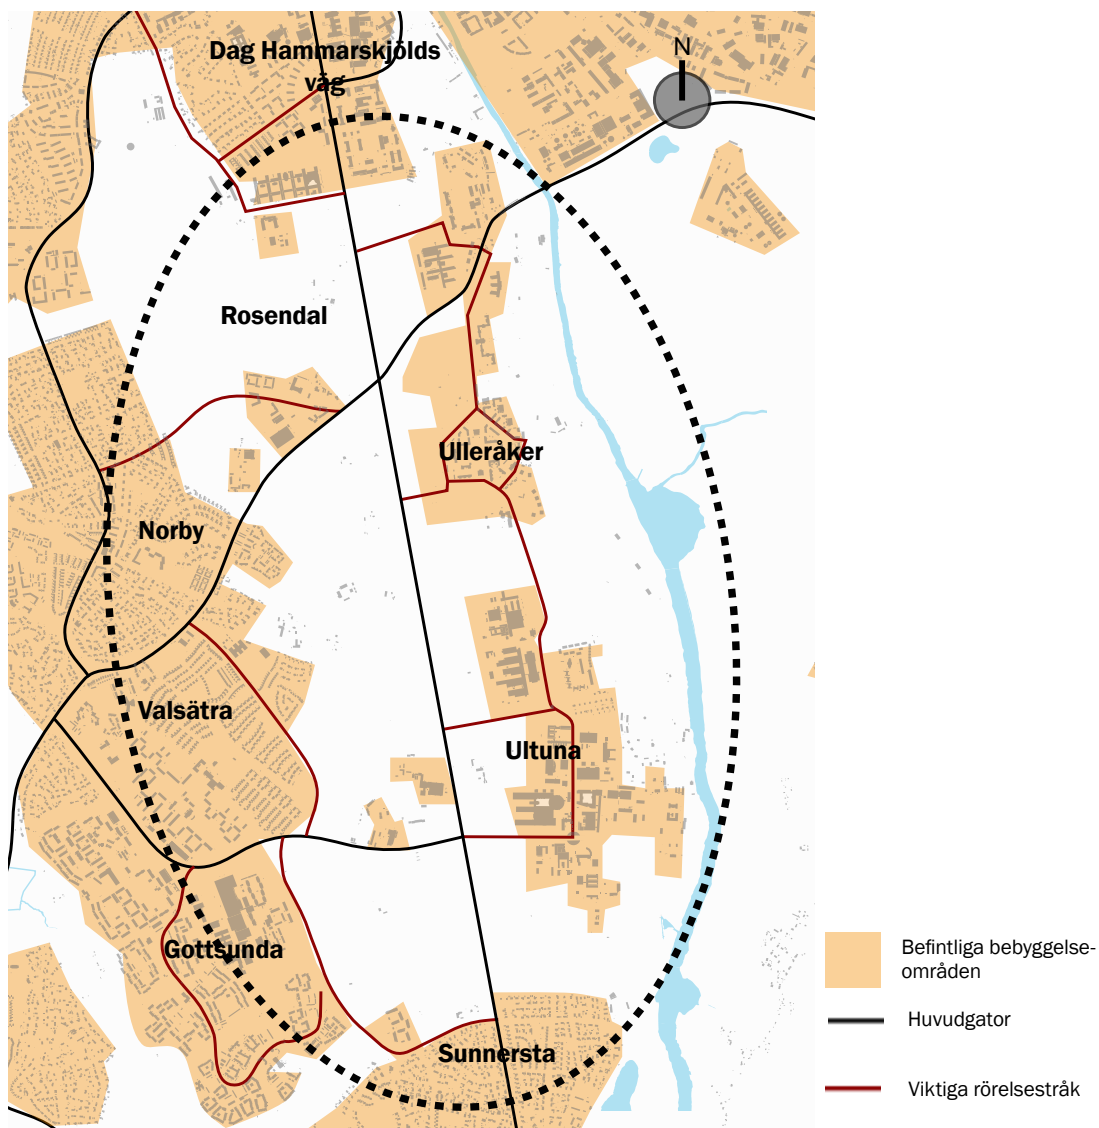 Dag Hammarskjölds
väg
N
Rosendal
Ulleråker
Norby
Valsätra
Ultuna
Gottsunda
Sunnersta
Befintliga bebyggelse-
områden
Huvudgator
Viktiga rörelsestråk